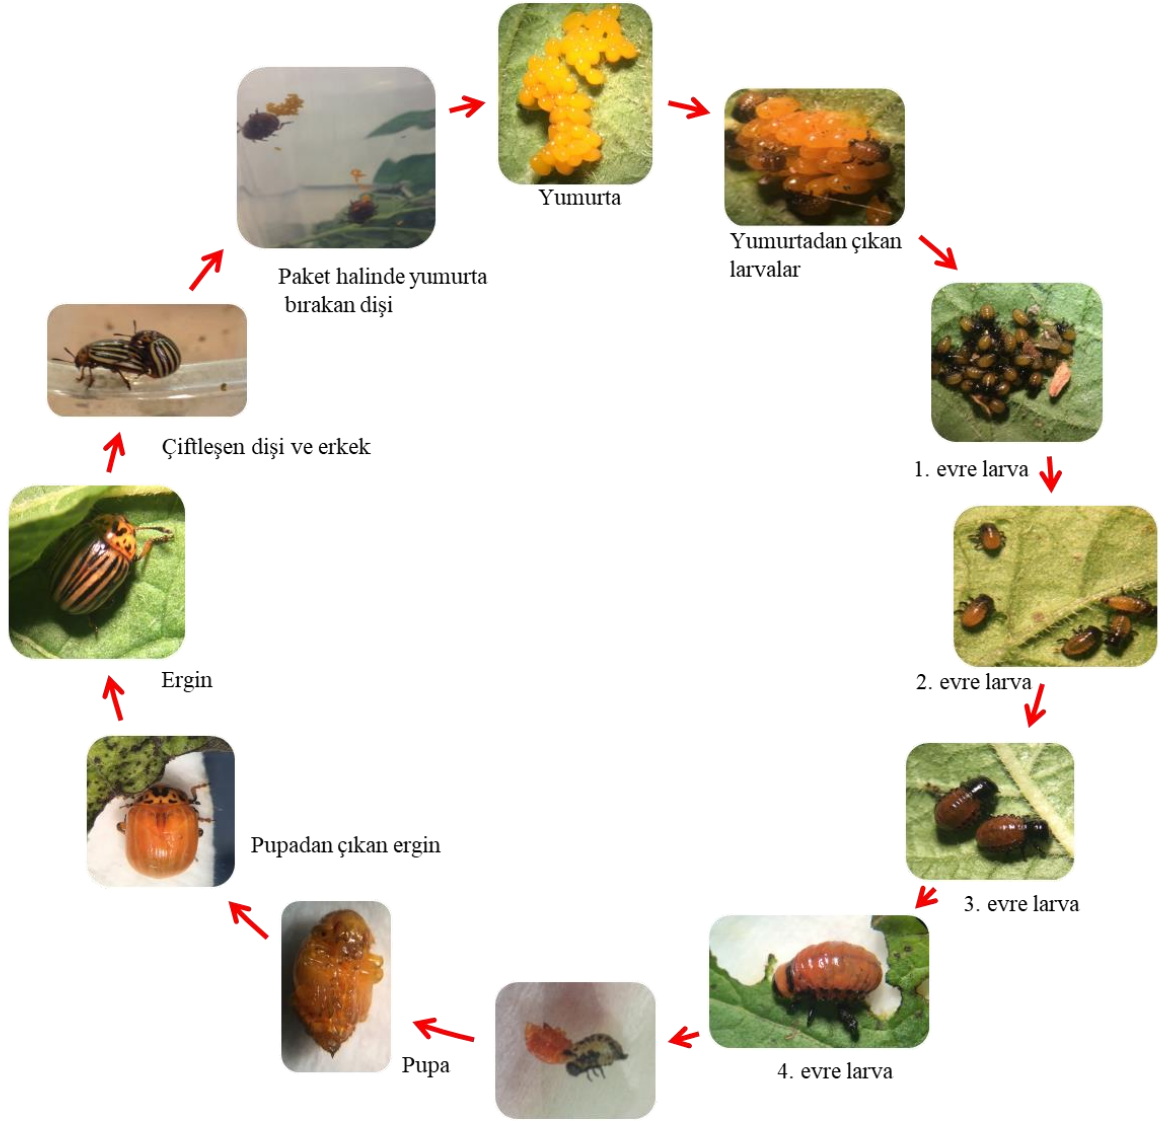 Yumurta
Yumurtadan çıkan
larvalar
1. evre larva
2. evre larva
3. evre larva
4. evre larva
Pupa
Pupadan çıkan ergin
Ergin
Çiftleşen dişi ve erkek
Paket halinde yumurta
bırakan dişi